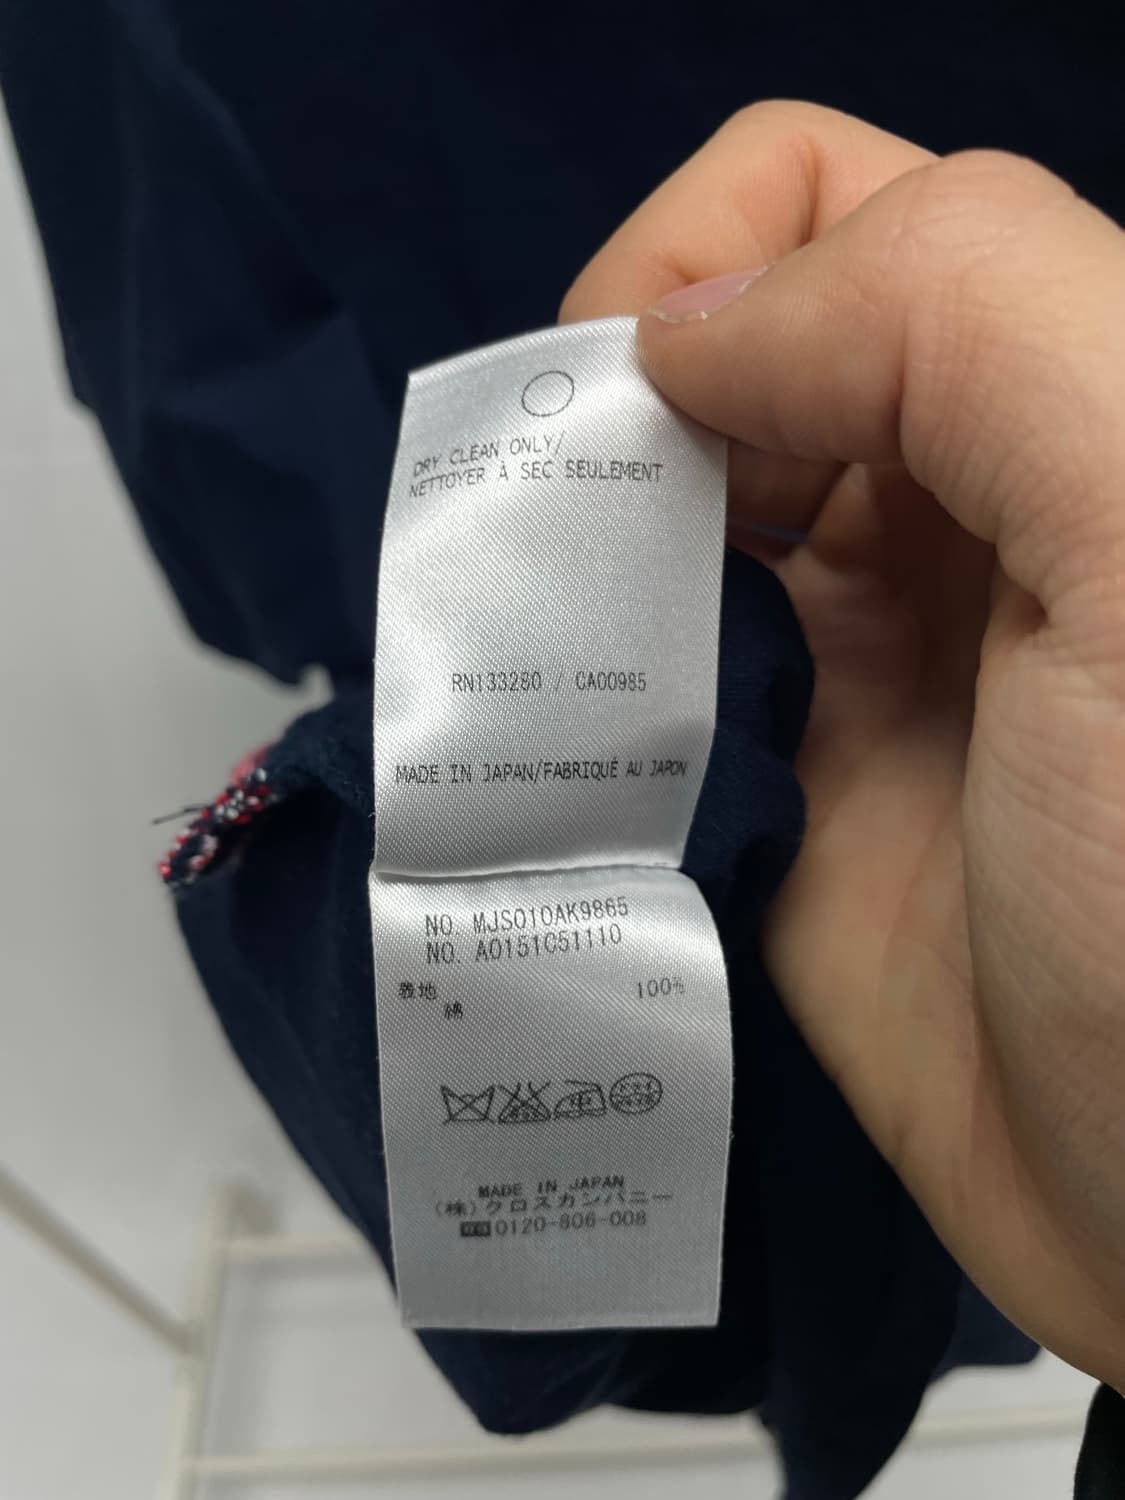 DRY CLEAN ONLY/
NETTOYER À SEC SEULEMENT
RN133280 / CA00985
MADE IN JAPAN/FABRIQUÉ AU JAPON
NO. MJS010AK9865
NO. A0151C51110
表地 100%
綿
MADE IN JAPAN
(株)クロスカンパニー
0120-806-008